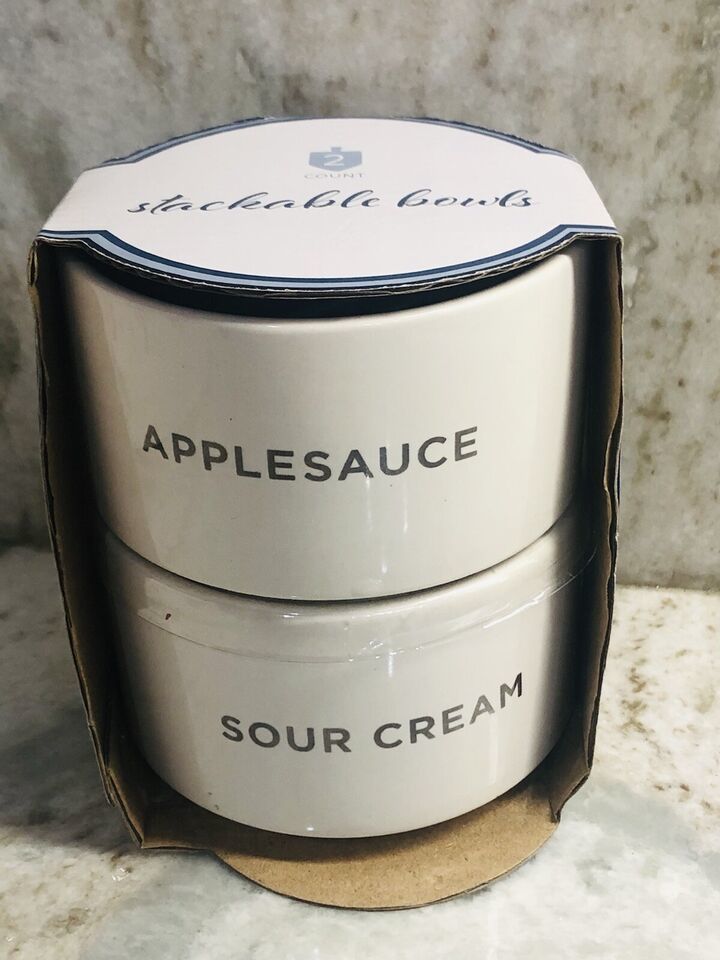 2
COUNT
stackable bowls
APPLESAUCE
SOUR CREAM